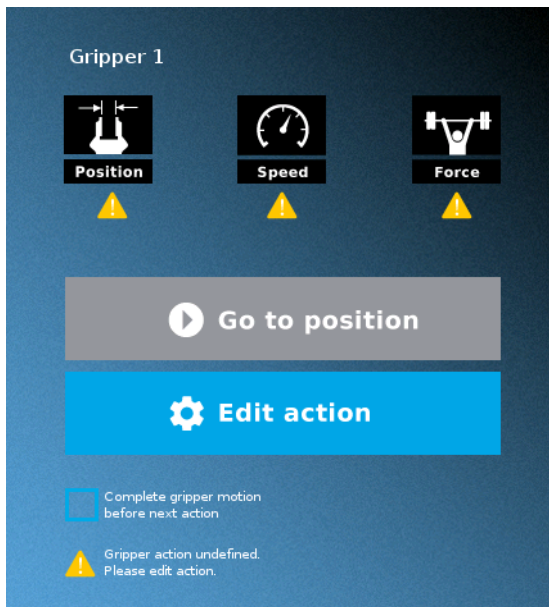 Gripper 1
Position
Speed
Force
Go to position
Edit action
Complete gripper motion
before next action
Gripper action undefined.
Please edit action.